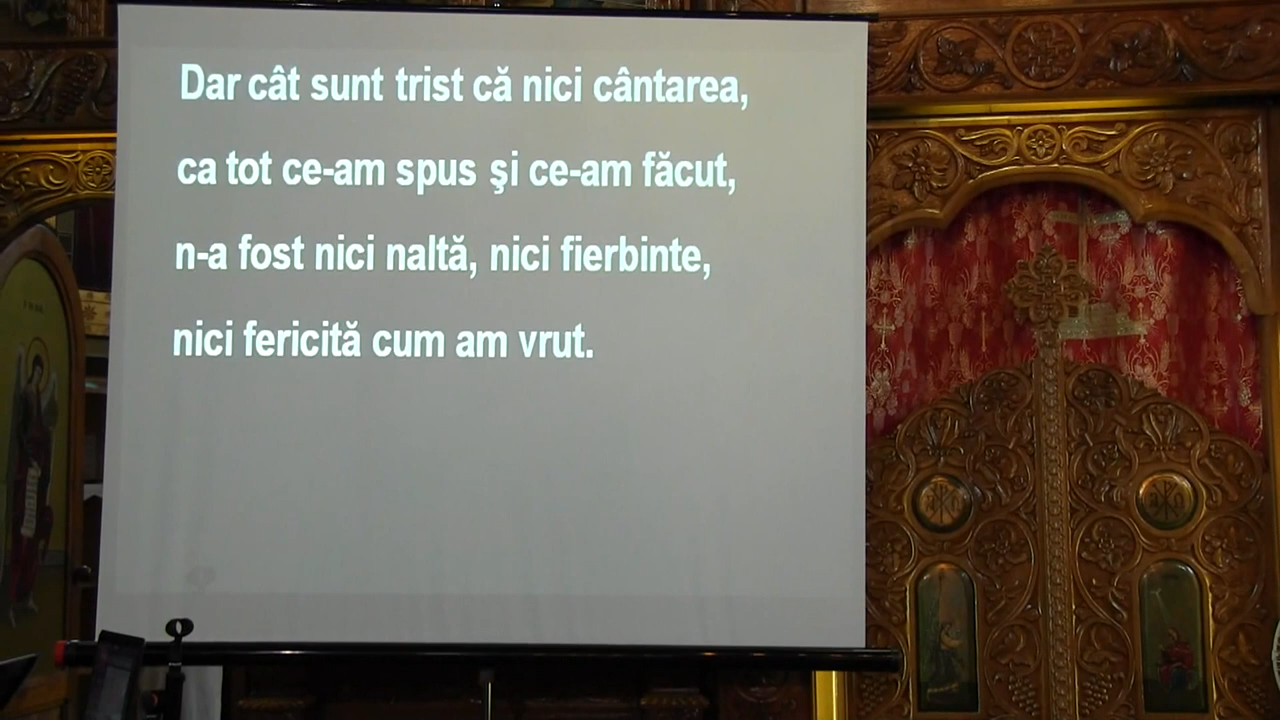 Dar cât sunt trist că nici cântarea,
ca tot ce-am spus şi ce-am făcut,
n-a fost nici naltă, nici fierbinte,
nici fericită cum am vrut.